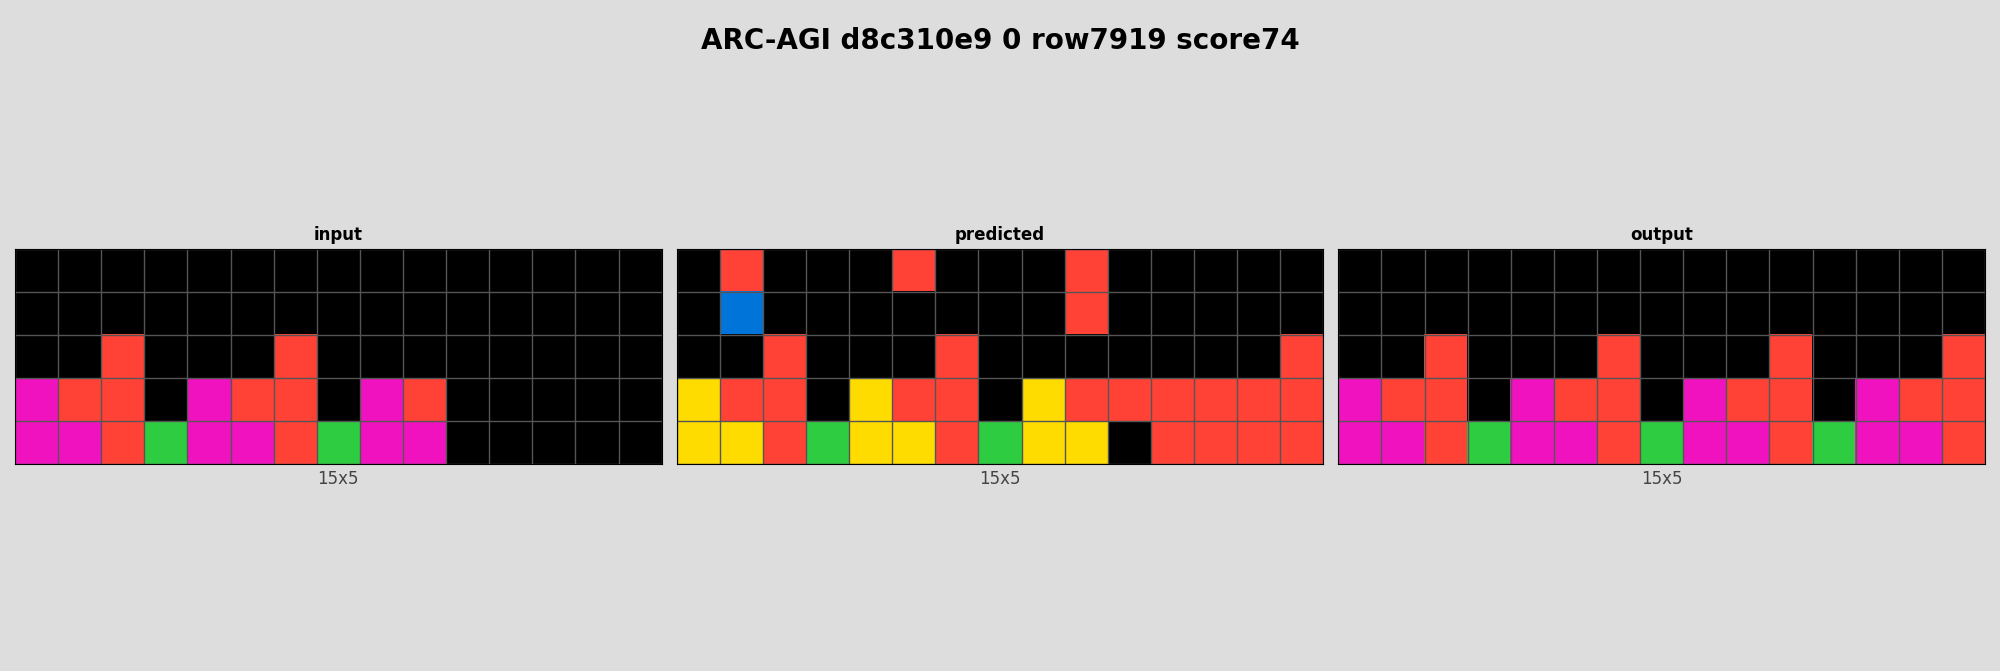 ARC-AGI d8c310e9 0 row7919 score74
input
predicted
output
15x5
15x5
15x5